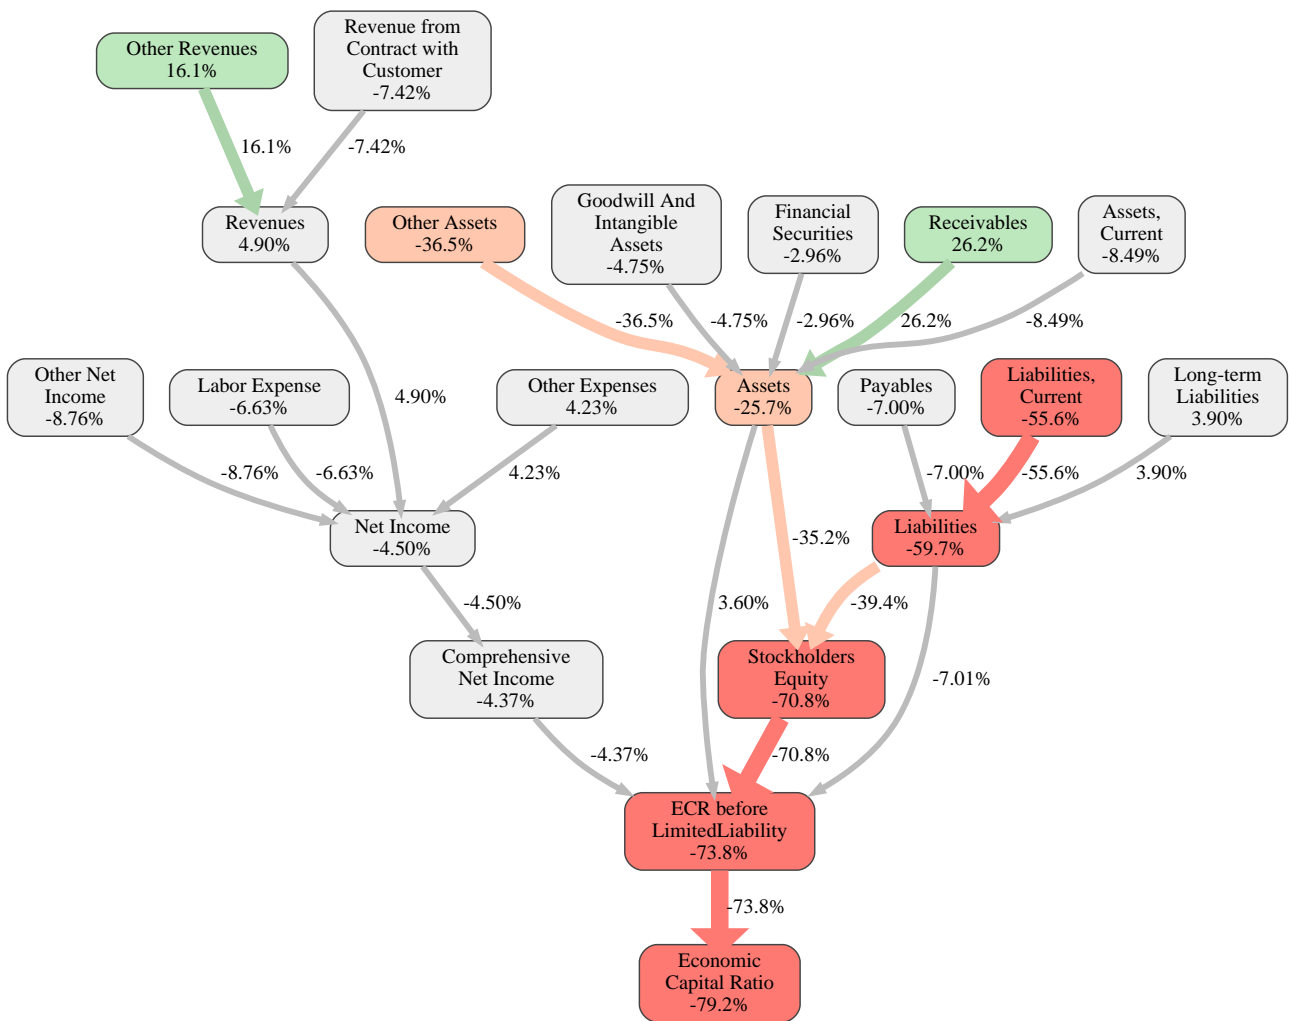 Other Revenues
16.1%
Revenue from
Contract with
Customer
-7.42%
16.1%
-7.42%
Revenues
4.90%
Other Assets
-36.5%
Goodwill And
Intangible
Assets
-4.75%
Financial
Securities
-2.96%
Receivables
26.2%
Assets,
Current
-8.49%
-36.5%
-4.75%
-2.96%
26.2%
-8.49%
Other Net
Income
-8.76%
Labor Expense
-6.63%
4.90%
Other Expenses
4.23%
Assets
-25.7%
Payables
-7.00%
Liabilities,
Current
-55.6%
Long-term
Liabilities
3.90%
-8.76%
-6.63%
4.23%
-7.00%
-55.6%
3.90%
Net Income
-4.50%
-35.2%
Liabilities
-59.7%
-4.50%
3.60%
-39.4%
Comprehensive
Net Income
-4.37%
Stockholders
Equity
-70.8%
-7.01%
-4.37%
-70.8%
ECR before
LimitedLiability
-73.8%
-73.8%
Economic
Capital Ratio
-79.2%